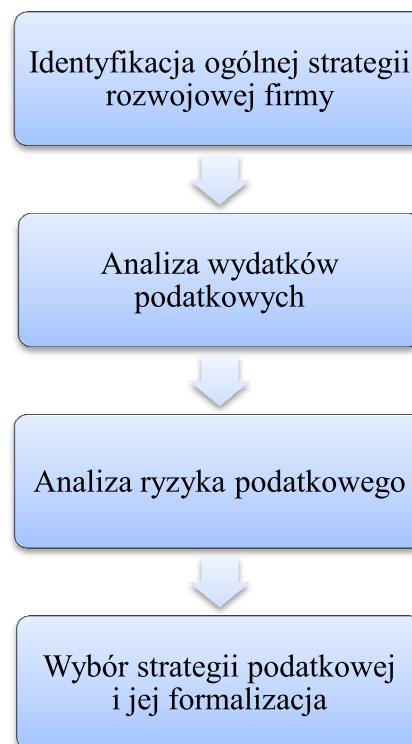 Identyfikacja ogólnej strategii
rozwojowej firmy
Analiza wydatków
podatkowych
Analiza ryzyka podatkowego
Wybór strategii podatkowej
i jej formalizacja